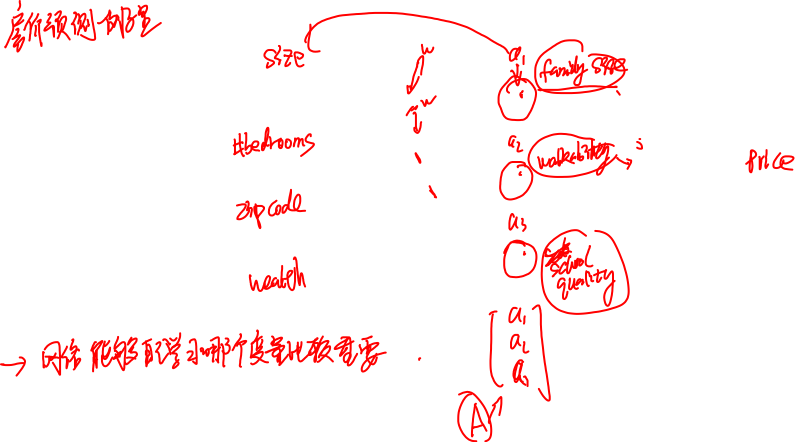 房价预测的例子
size
w
a₁
family size
w
#bedrooms
a₂
walkability
price
zip code
a₃
school quality
wealth
→ 网络能够自己学习哪个变量比较重要
a₁
a₂
a₃
A